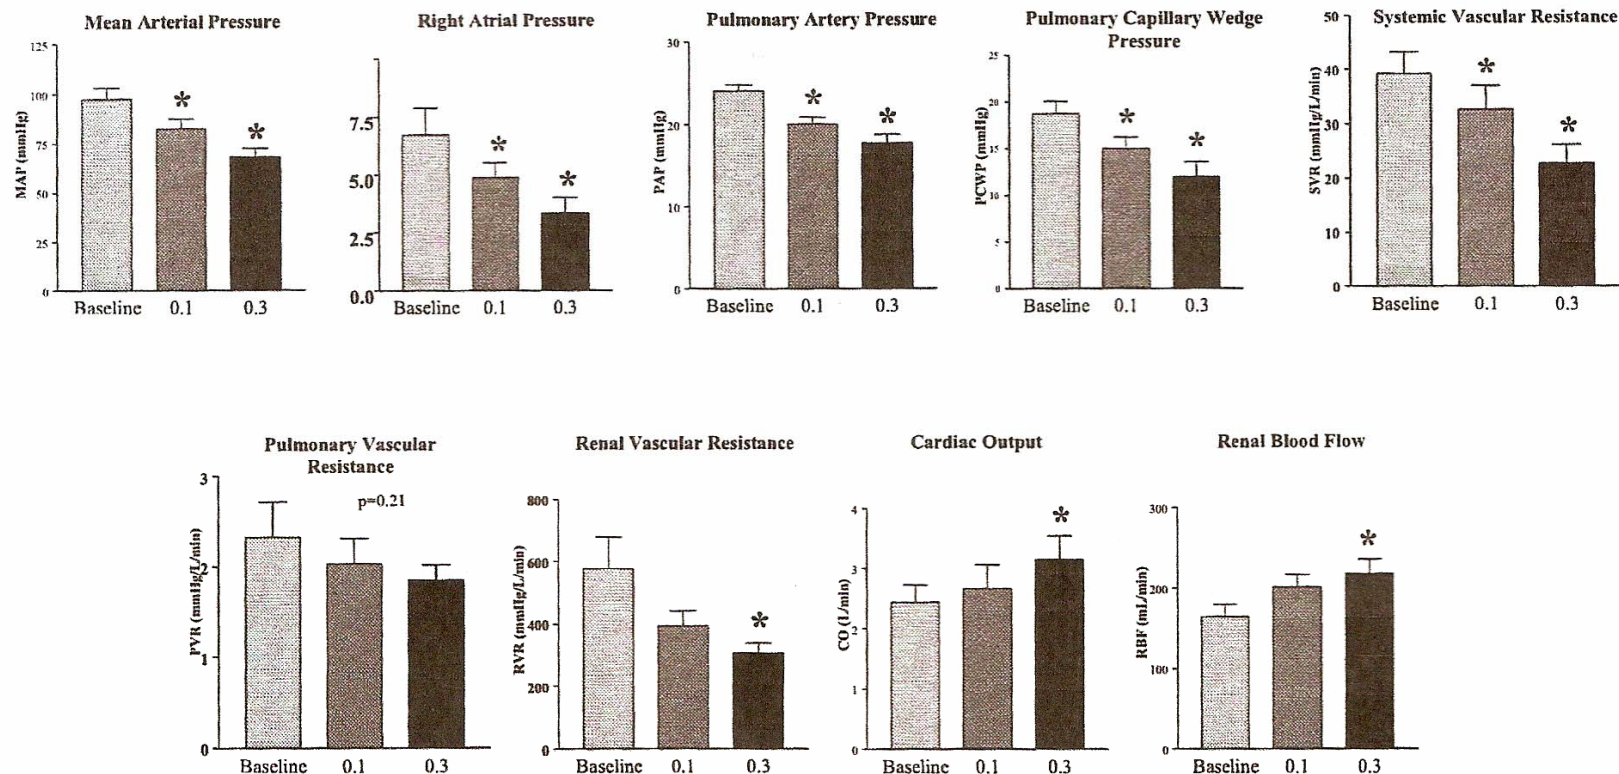 Mean Arterial Pressure
MAP (mmHg)
125
100
75
50
25
0
*
*
Baseline 0.1 0.3
Right Atrial Pressure
7.5
5.0
2.5
0.0
*
*
Baseline 0.1 0.3
Pulmonary Artery Pressure
PAP (mmHg)
30
20
10
0
*
*
Baseline 0.1 0.3
Pulmonary Capillary Wedge
Pressure
PCWP (mmHg)
25
20
15
10
5
0
*
*
Baseline 0.1 0.3
Systemic Vascular Resistance
SVR (mmHg/L/min)
50
40
30
20
10
0
*
*
Baseline 0.1 0.3
Pulmonary Vascular
Resistance
p=0.21
PVR (mmHg/L/min)
3
2
1
0
Baseline 0.1 0.3
Renal Vascular Resistance
RVR (mmHg/L/min)
800
600
400
200
0
*
Baseline 0.1 0.3
Cardiac Output
CO (L/min)
4
3
2
1
0
*
Baseline 0.1 0.3
Renal Blood Flow
RBF (mL/min)
300
200
100
0
*
Baseline 0.1 0.3